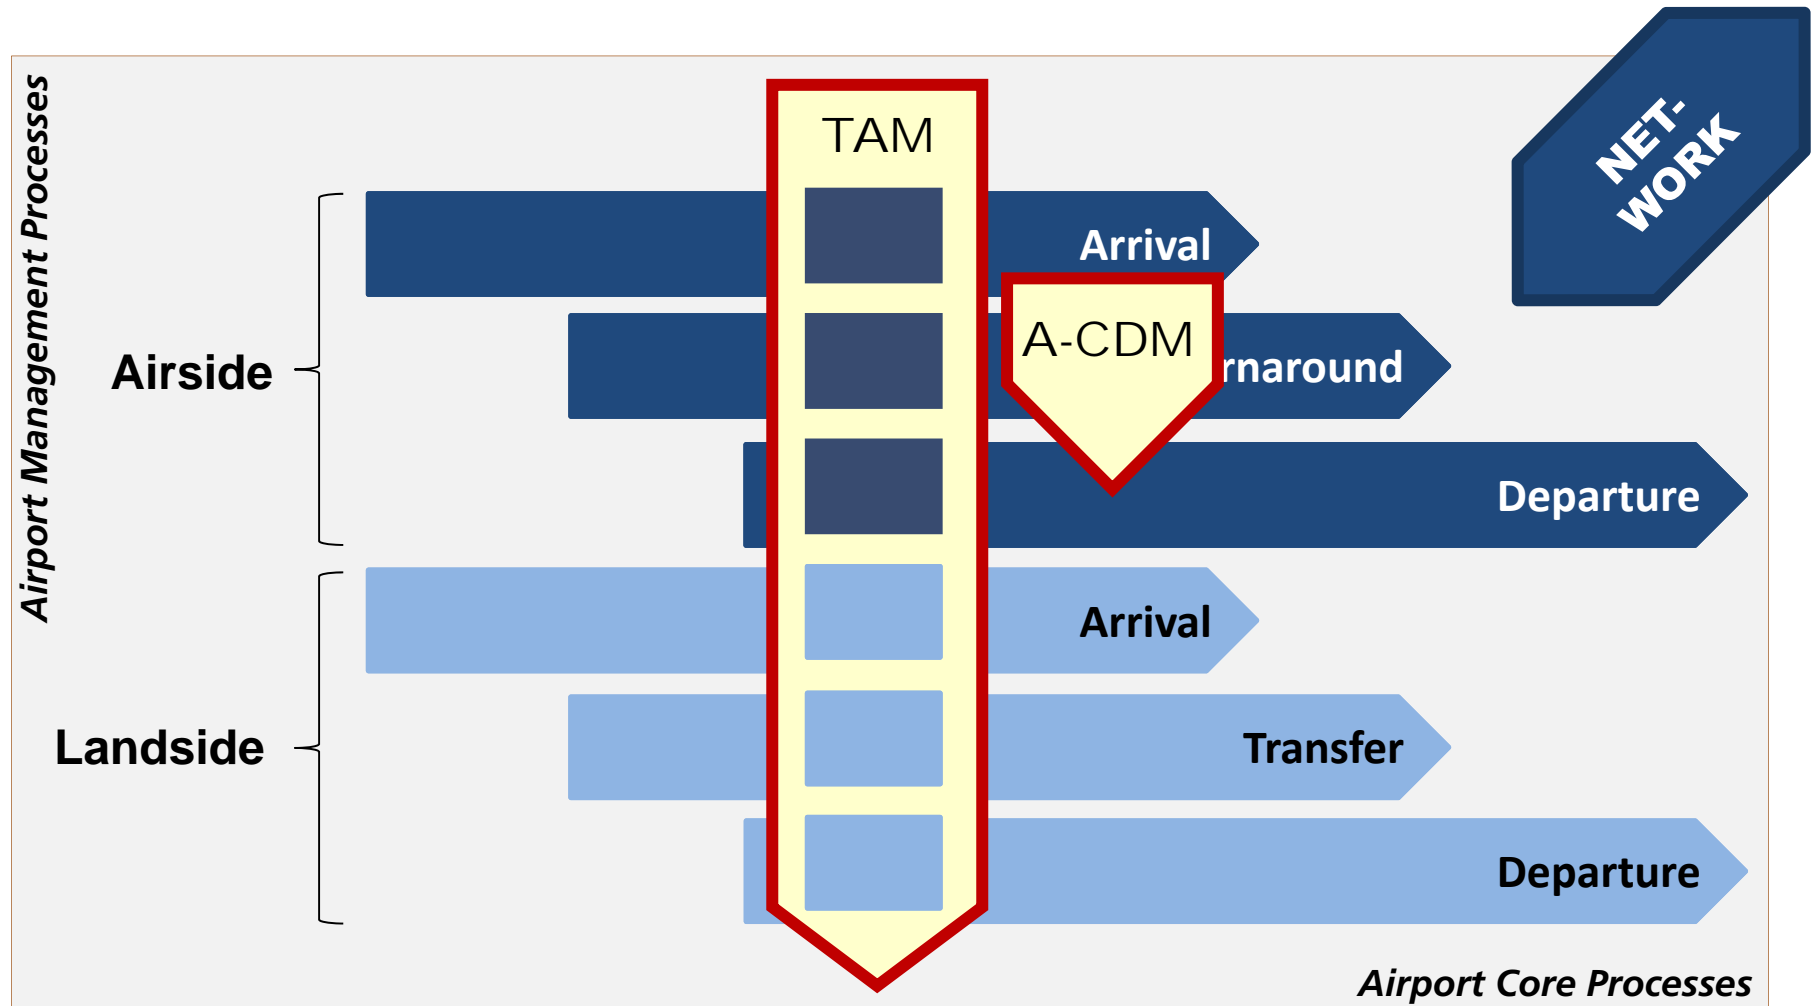 NET-
WORK
Airport Management Processes
TAM
Arrival
A-CDM
rnaround
Airside
Departure
Arrival
Landside
Transfer
Departure
Airport Core Processes